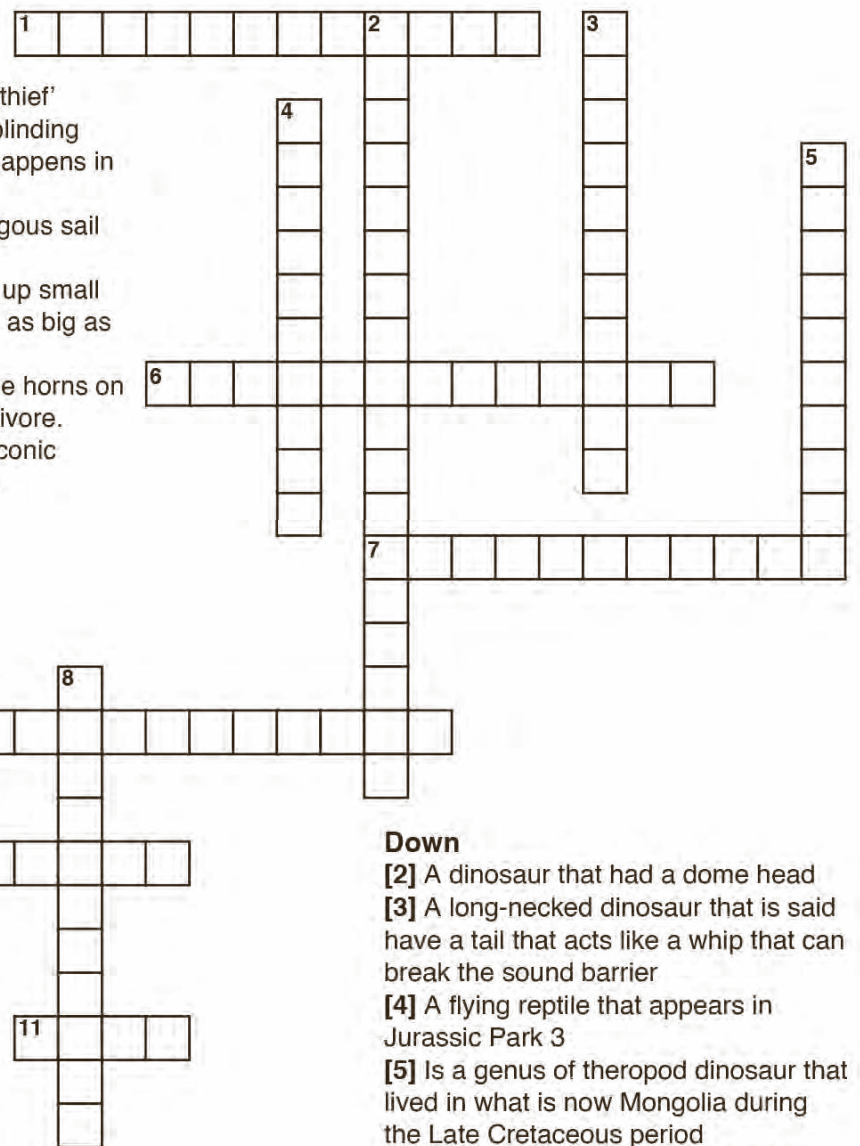 1
2
3
thief’
4
blinding
appens in
5
gous sail
up small
as big as
e horns on
6
ivore.
conic
7
8
Down
[2] A dinosaur that had a dome head
[3] A long-necked dinosaur that is said
have a tail that acts like a whip that can
break the sound barrier
[4] A flying reptile that appears in
Jurassic Park 3
[5] Is a genus of theropod dinosaur that
lived in what is now Mongolia during
the Late Cretaceous period
11